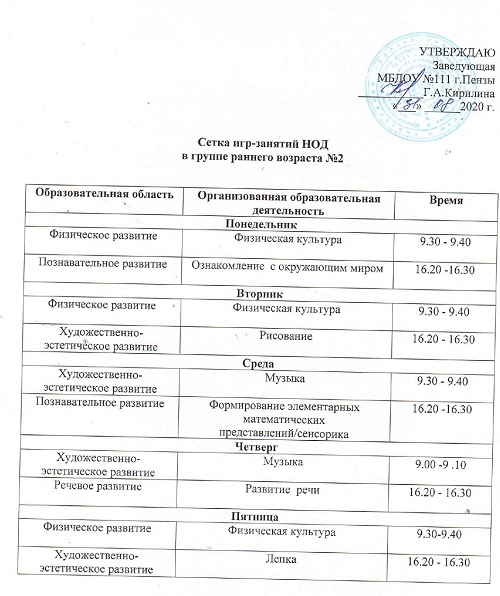 УТВЕРЖДАЮ
Заведующая
МБДОУ №111 г.Пензы
Г.А.Кирилина
«31» 08 2020 г.
Сетка игр-занятий НОД
в группе раннего возраста №2
Образовательная область Организованная образовательная деятельность Время
Понедельник
Физическое развитие Физическая культура 9.30 - 9.40
Познавательное развитие Ознакомление с окружающим миром 16.20 -16.30
Вторник
Физическое развитие Физическая культура 9.30 - 9.40
Художественно-
эстетическое развитие Рисование 16.20 - 16.30
Среда
Художественно-
эстетическое развитие Музыка 9.30 - 9.40
Познавательное развитие Формирование элементарных
математических
представлений/сенсорика 16.20 -16.30
Четверг
Художественно-
эстетическое развитие Музыка 9.00 -9 .10
Речевое развитие Развитие речи 16.20 - 16.30
Пятница
Физическое развитие Физическая культура 9.30-9.40
Художественно-
эстетическое развитие Лепка 16.20 - 16.30